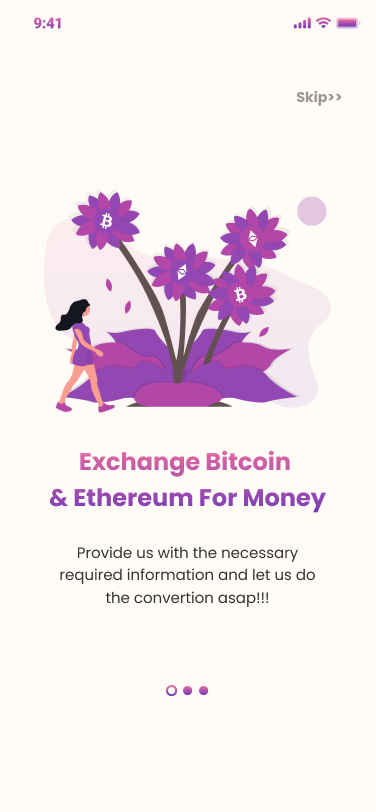 9:41
Skip>>
Exchange Bitcoin
& Ethereum For Money
Provide us with the necessary
required information and let us do
the convertion asap!!!